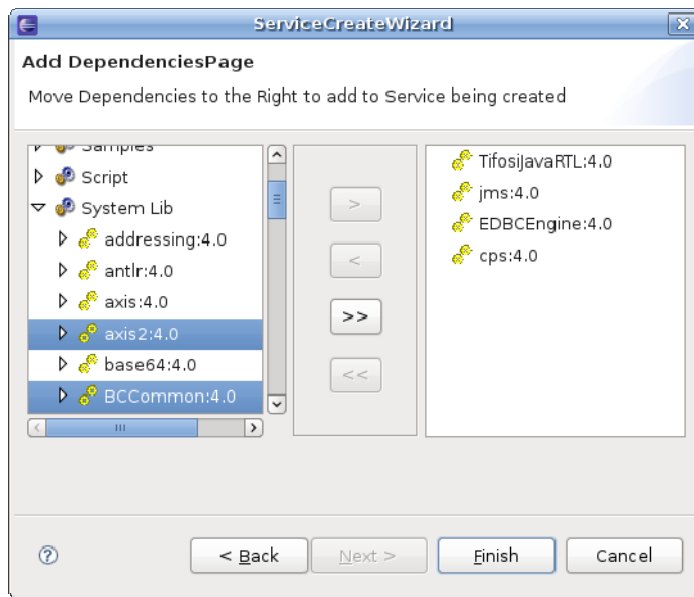 ServiceCreateWizard
Add DependenciesPage
Move Dependencies to the Right to add to Service being created
Samples
Script
System Lib
addressing:4.0
antlr:4.0
axis:4.0
axis2:4.0
base64:4.0
BCCommon:4.0
>
<
>>
<<
TifosiJavaRTL:4.0
jms:4.0
EDBCEngine:4.0
cps:4.0
?
< Back
Next >
Finish
Cancel